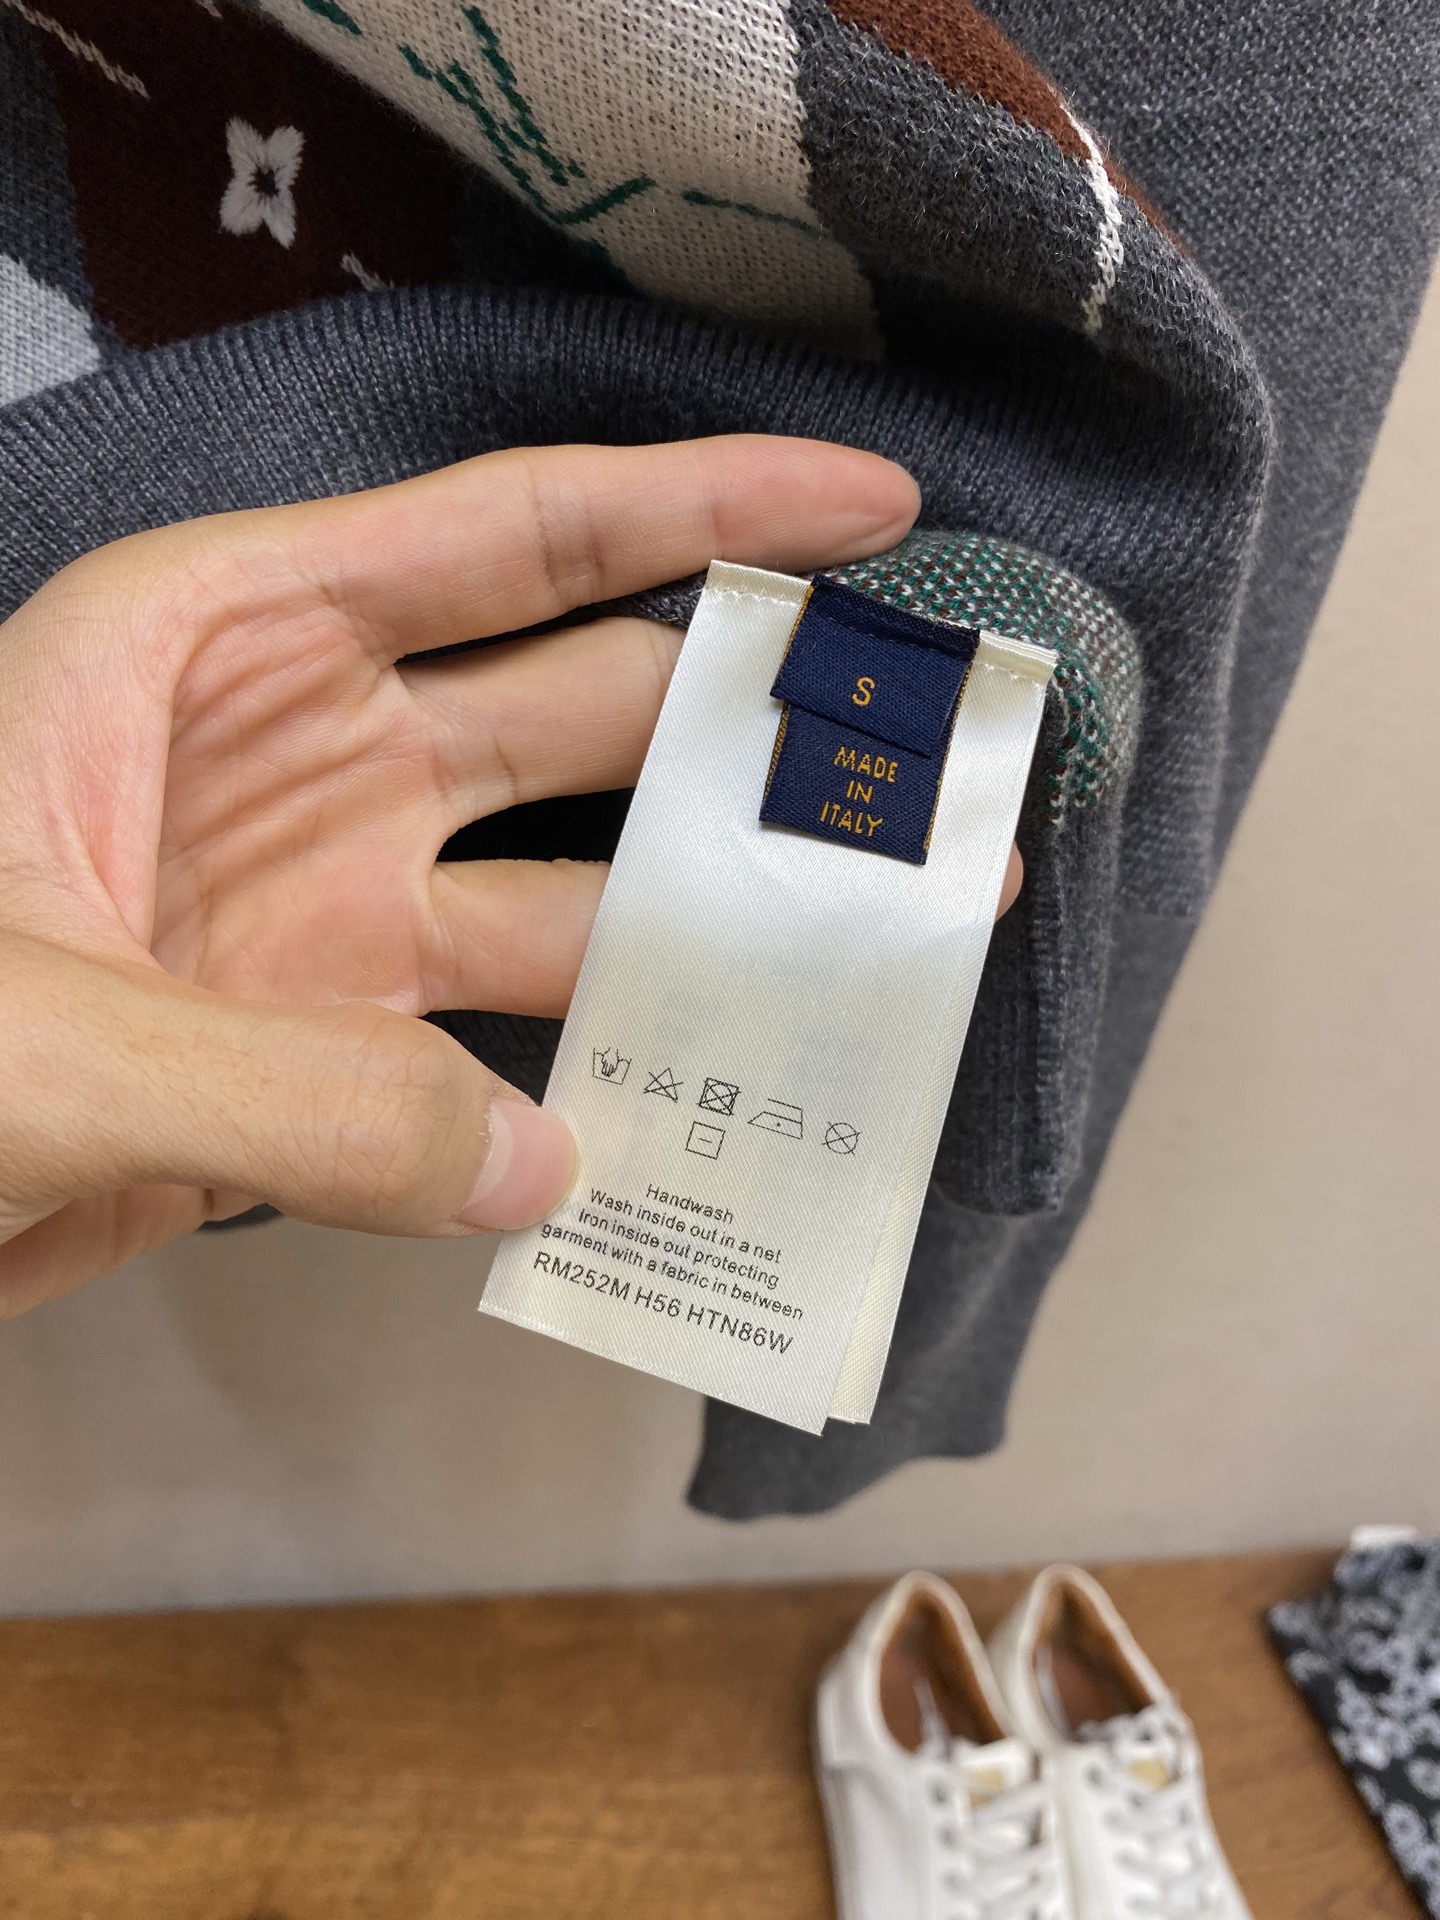 S
MADE
IN
ITALY
Handwash
Wash inside out in a net
Iron inside out protecting
garment with a fabric in between
RM252M H56 HTN86W